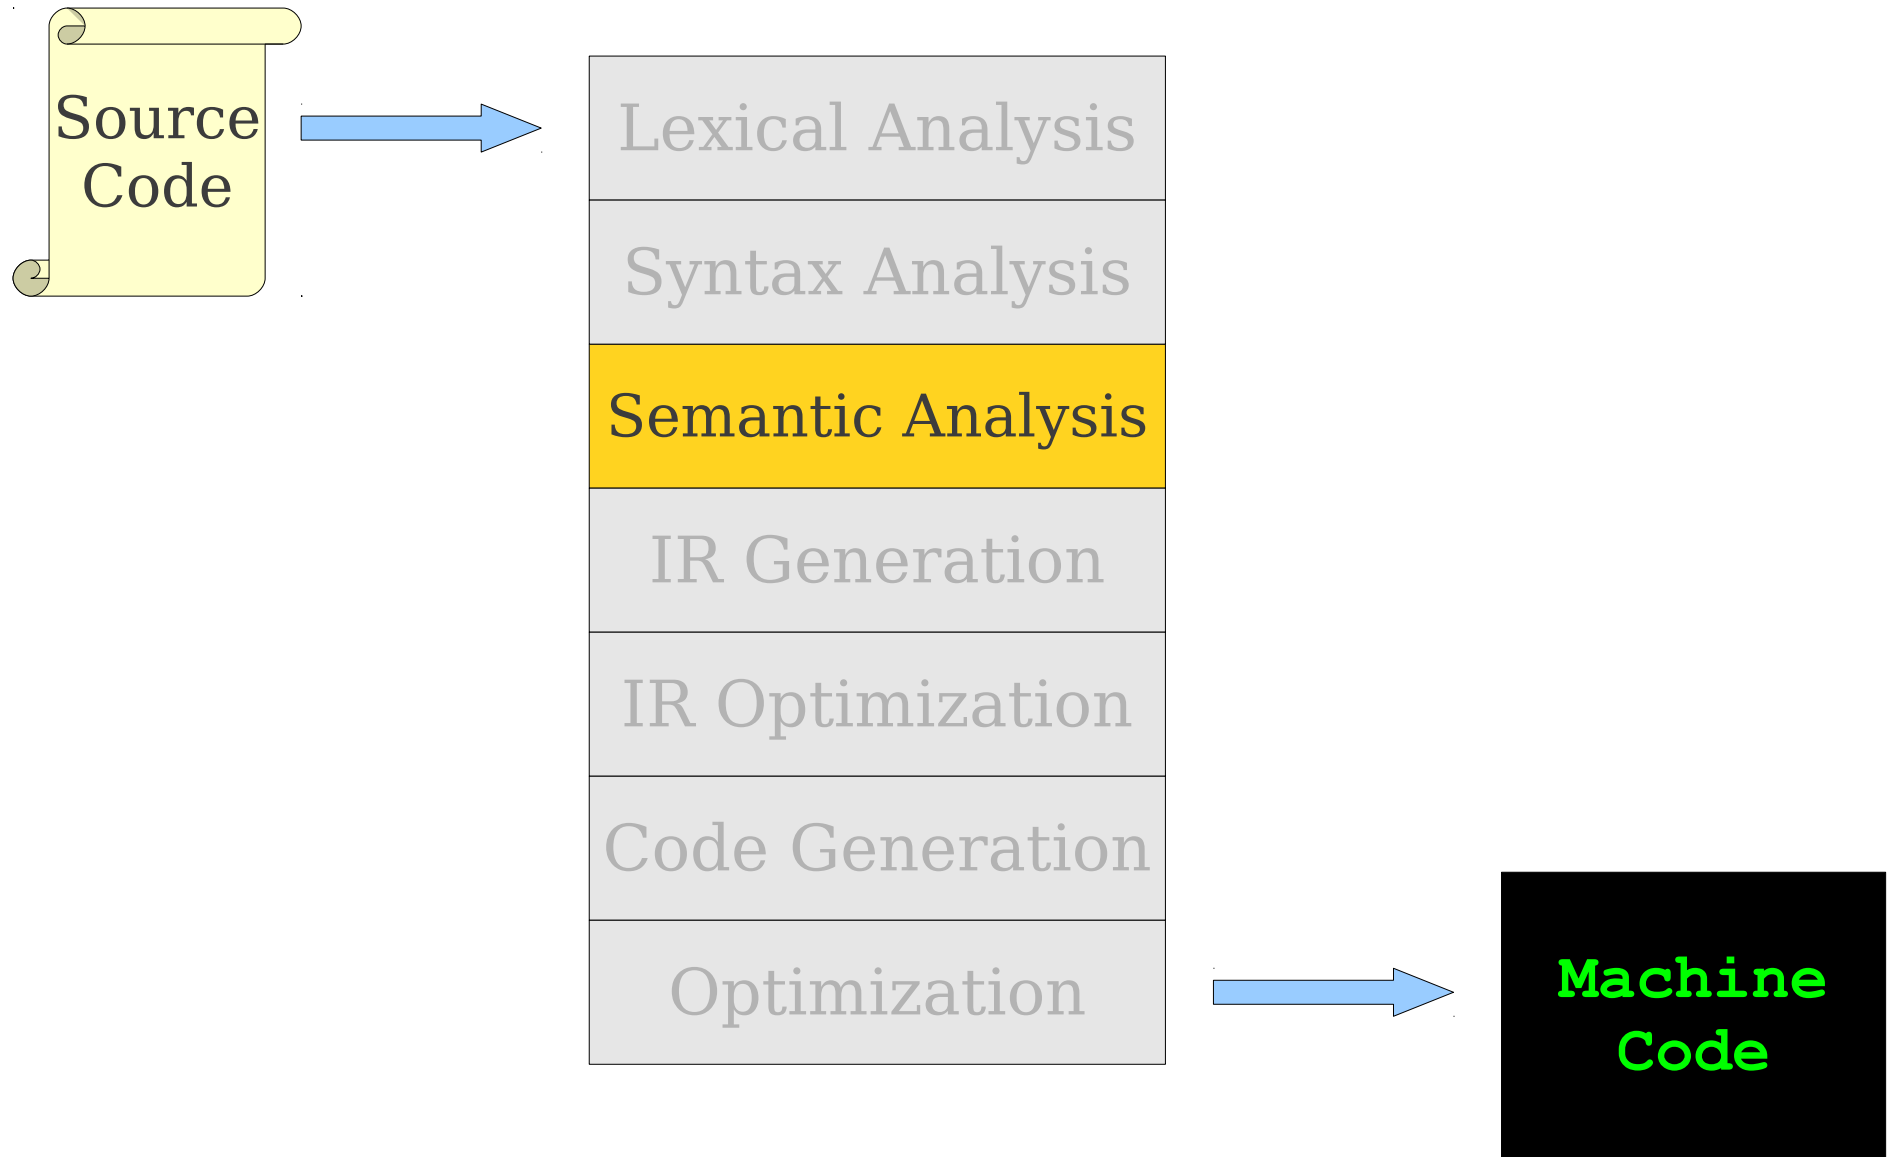 Source
Code
Lexical Analysis
Syntax Analysis
Semantic Analysis
IR Generation
IR Optimization
Code Generation
Optimization
Machine
Code